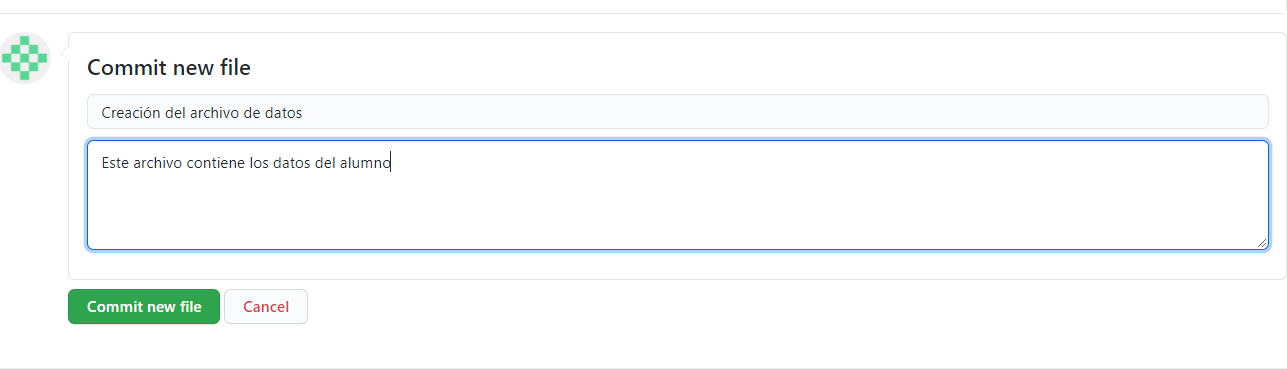 Commit new file
Creación del archivo de datos
Este archivo contiene los datos del alumno
Commit new file
Cancel